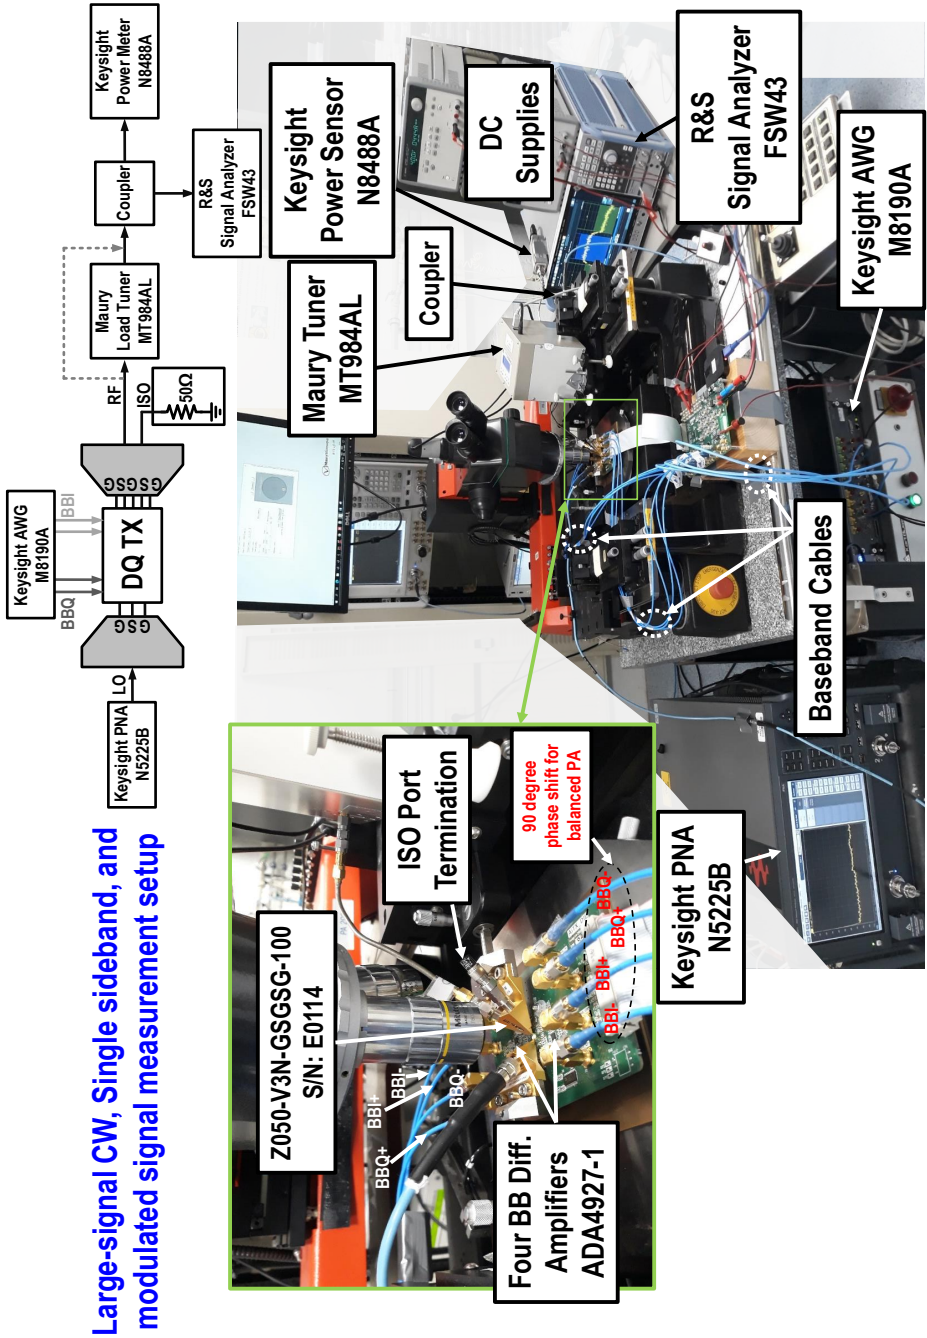 Large-signal CW, Single sideband, and
modulated signal measurement setup
Keysight PNA
N5225B
LO
GSG
Keysight AWG
M8190A
BBQ
BBI
DQ TX
GSGSG
RF
ISO
50Ω
Maury
Load Tuner
MT984AL
Coupler
Keysight
Power Meter
N8488A
R&S
Signal Analyzer
FSW43
Z050-V3N-GSGSG-100
S/N: E0114
ISO Port
Termination
90 degree
phase shift for
balanced PA
BBQ+
BBI+
BBI-
BBQ-
BBI-
BBI+
BBQ+
BBQ-
Four BB Diff.
Amplifiers
ADA4927-1
Maury Tuner
MT984AL
Coupler
Keysight
Power Sensor
N8488A
DC
Supplies
R&S
Signal Analyzer
FSW43
Keysight AWG
M8190A
Baseband Cables
Keysight PNA
N5225B